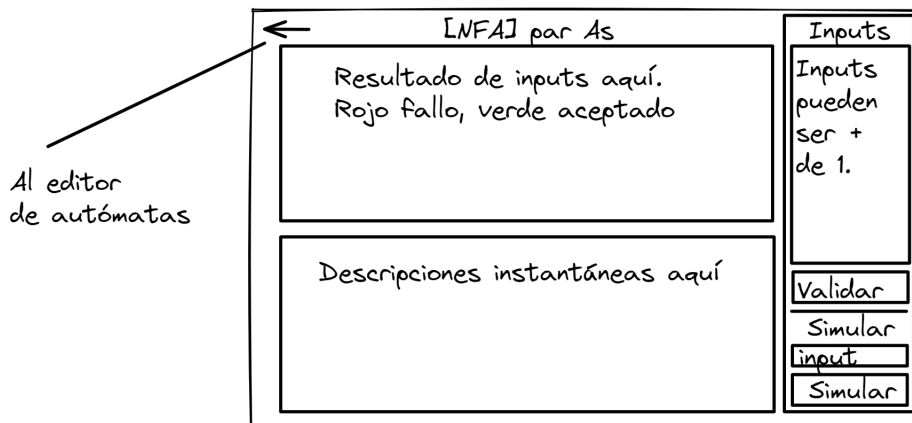 [NFA] par As
Resultado de inputs aquí.
Rojo fallo, verde aceptado
Descripciones instantáneas aquí
Inputs
Inputs
pueden
ser +
de 1.
Validar
Simular
input
Simular
Al editor
de autómatas